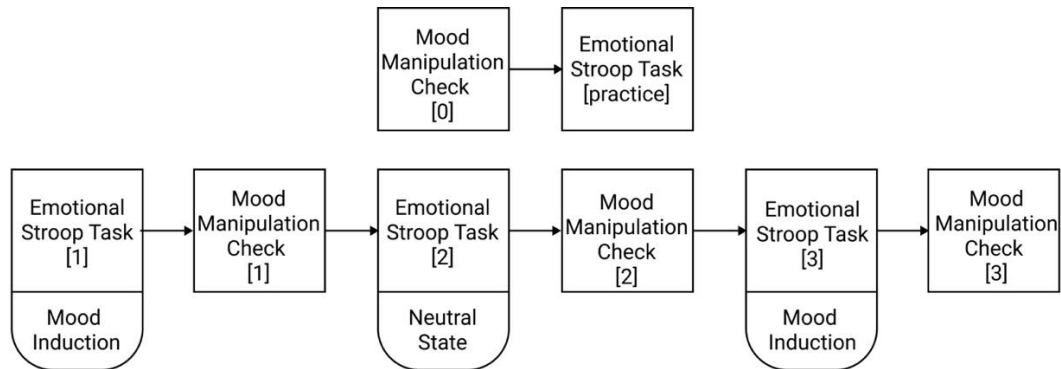 Mood
Manipulation
Check
[0]
Emotional
Stroop Task
[practice]
Emotional
Stroop Task
[1]
Mood
Induction
Mood
Manipulation
Check
[1]
Emotional
Stroop Task
[2]
Neutral
State
Mood
Manipulation
Check
[2]
Emotional
Stroop Task
[3]
Mood
Induction
Mood
Manipulation
Check
[3]